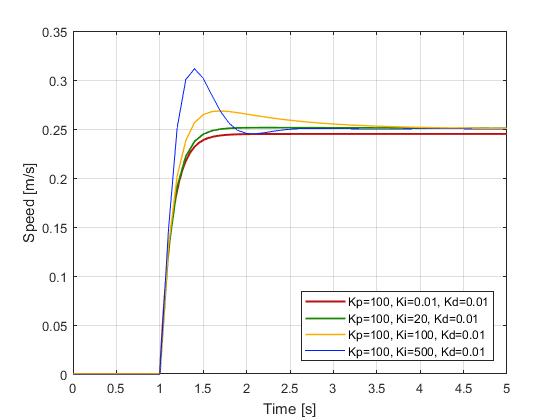 0.35
0.3
0.25
0.2
0.15
0.1
0.05
0
Speed [m/s]
Kp=100, Ki=0.01, Kd=0.01
Kp=100, Ki=20, Kd=0.01
Kp=100, Ki=100, Kd=0.01
Kp=100, Ki=500, Kd=0.01
0 0.5 1 1.5 2 2.5 3 3.5 4 4.5 5
Time [s]